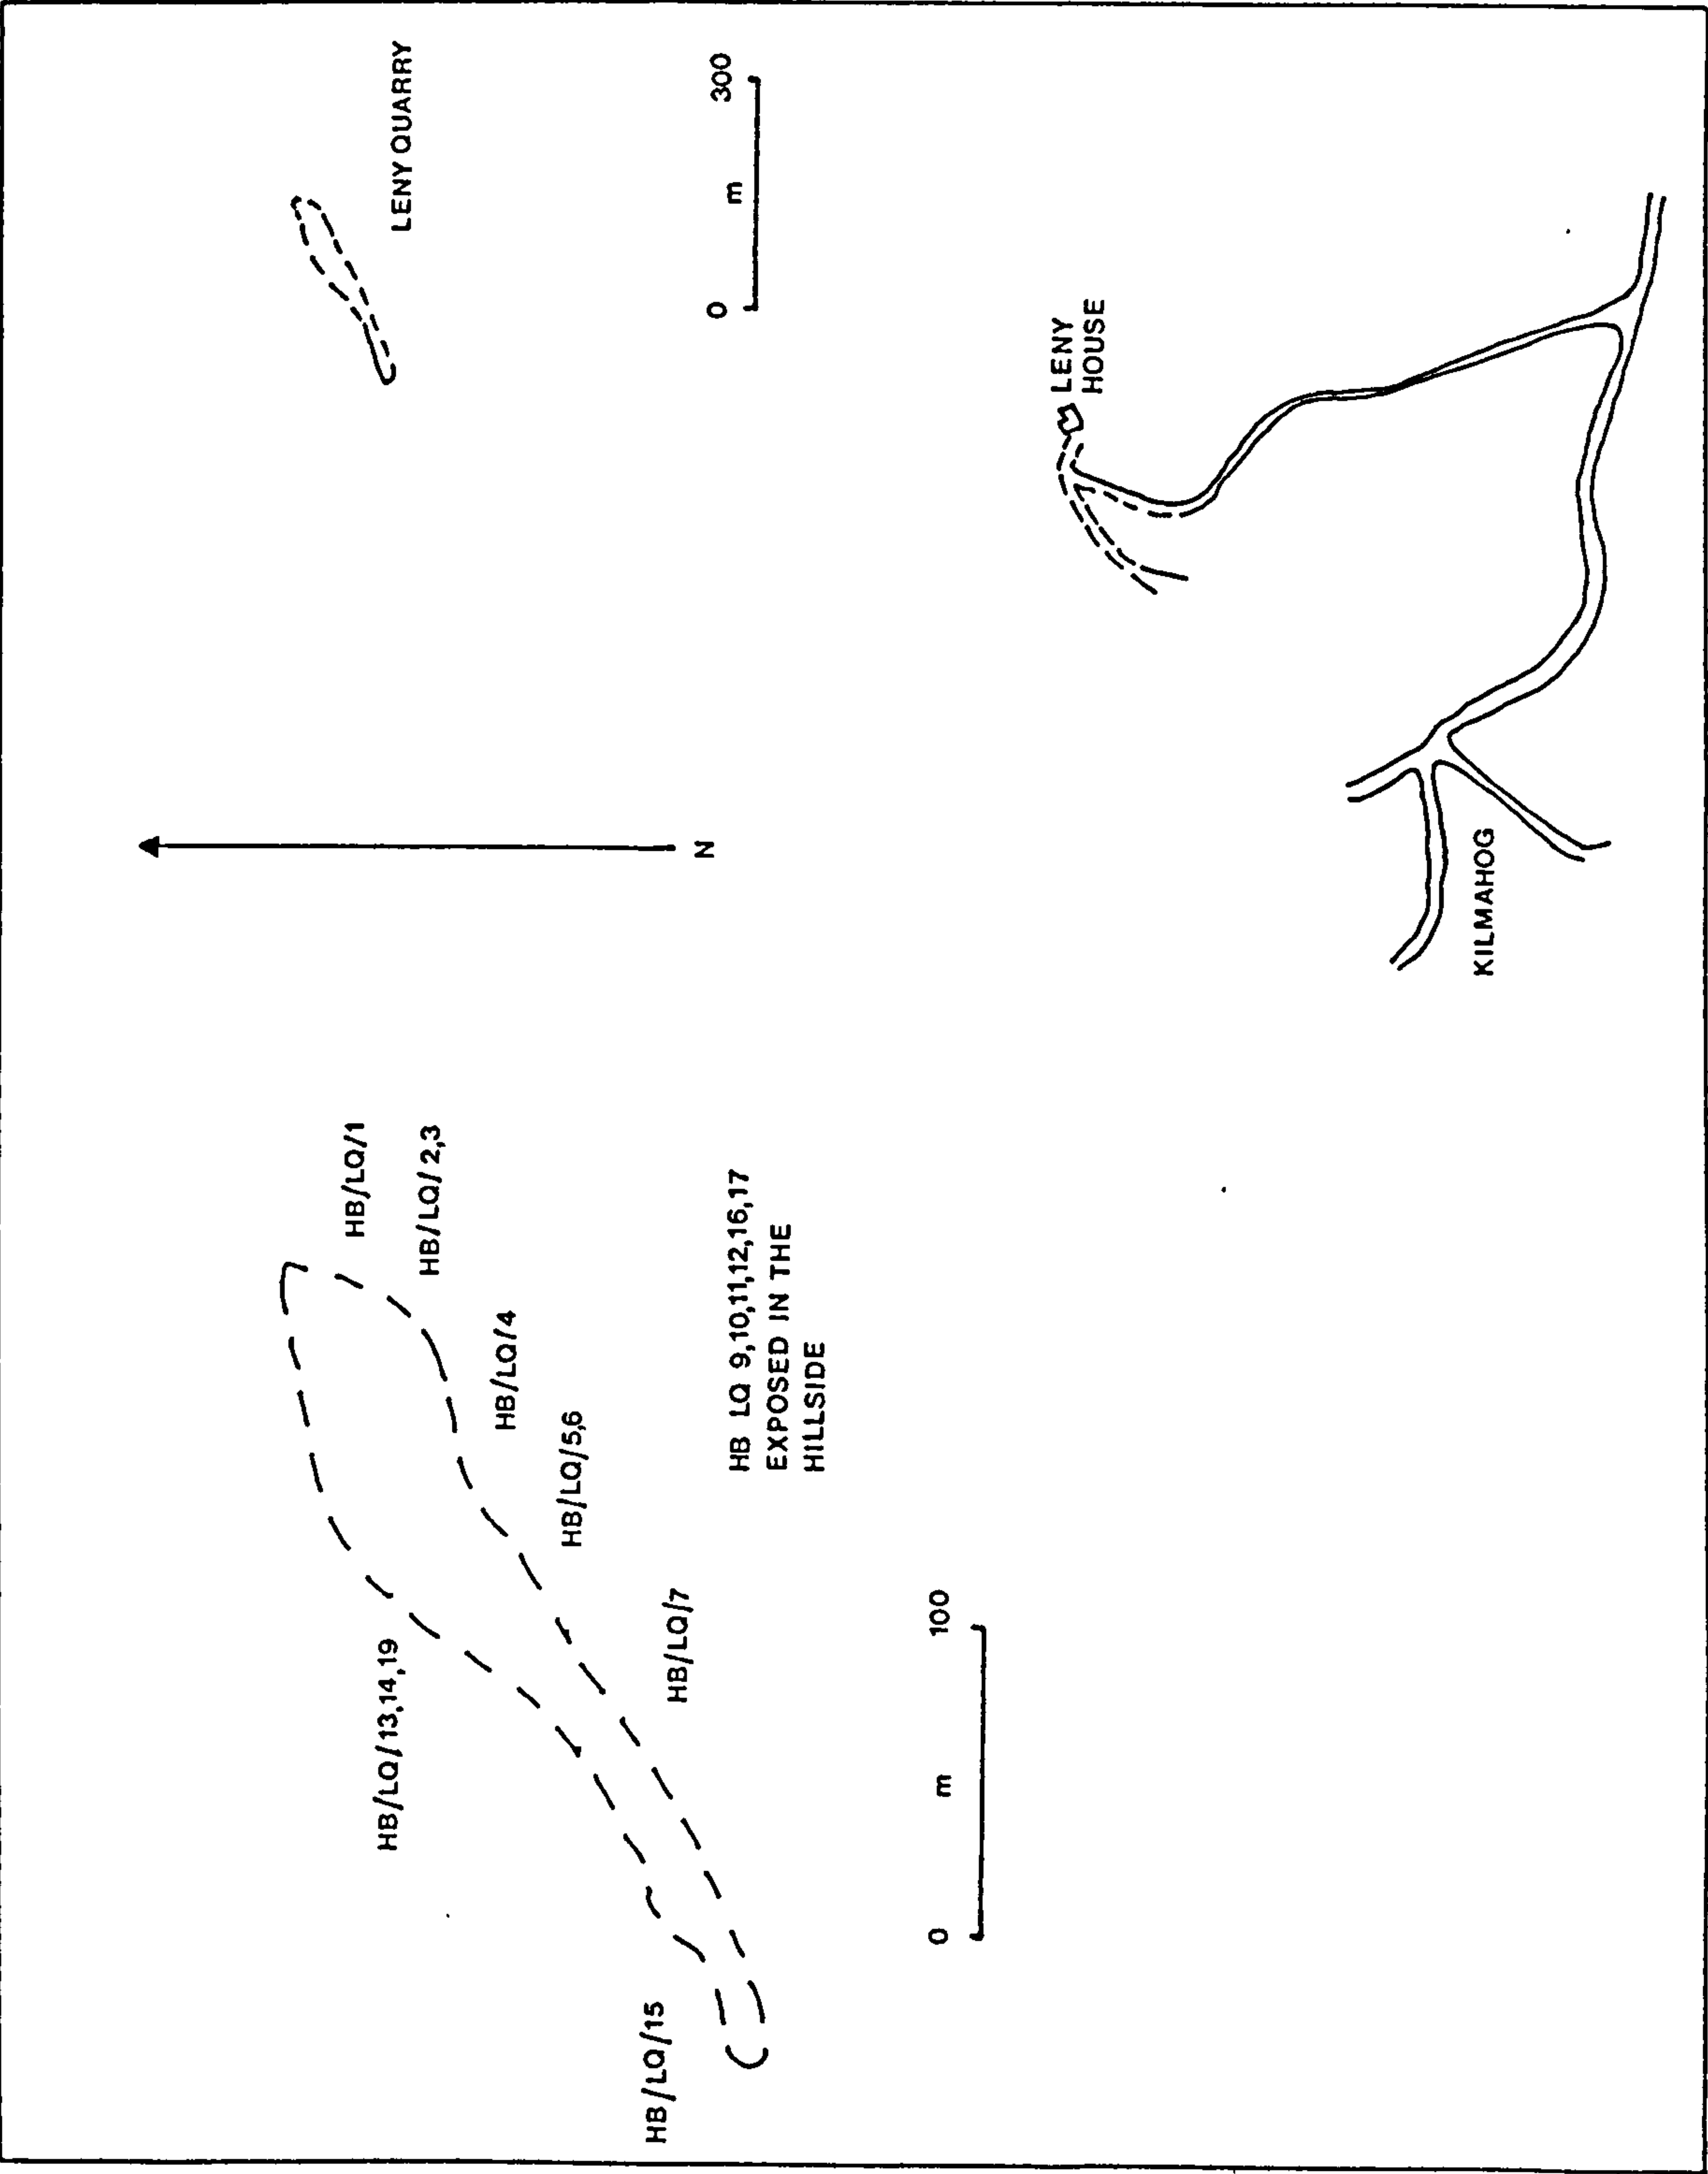 HB/LQ/15
HB/LQ/13,14,19
HB/LQ/1
HB/LQ/2,3
HB/LQ/4
HB/LQ/5,6
HB/LQ/7
HB LQ 9,10,11,12,16,17
EXPOSED IN THE
HILLSIDE
0 m 100
N
LENY QUARRY
0 m 300
LENY
HOUSE
KILMAHOG